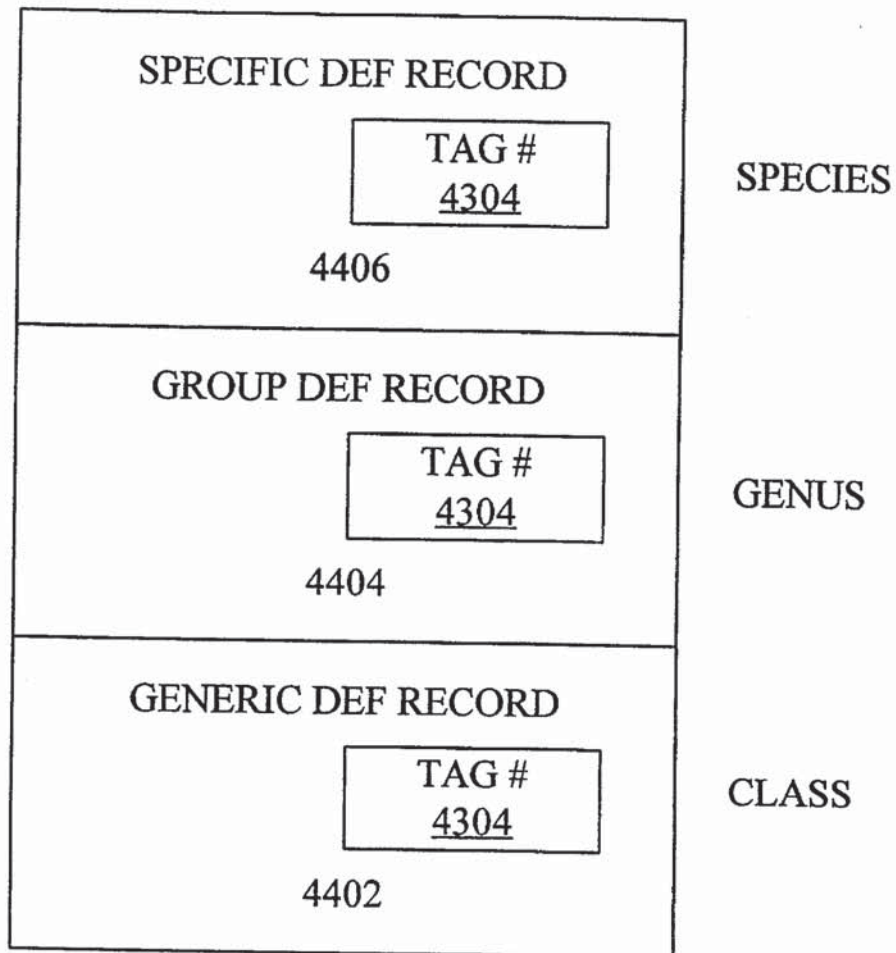 SPECIFIC DEF RECORD
TAG #
4304
SPECIES
4406
GROUP DEF RECORD
TAG #
4304
GENUS
4404
GENERIC DEF RECORD
TAG #
4304
CLASS
4402